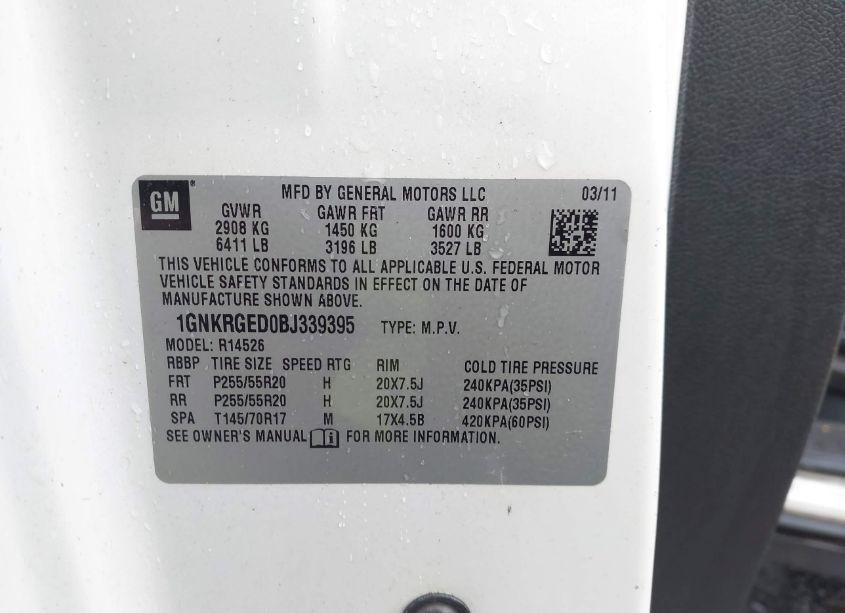 GM ®
MFD BY GENERAL MOTORS LLC 03/11
GVWR GAWR FRT GAWR RR
2908 KG 1450 KG 1600 KG
6411 LB 3196 LB 3527 LB
THIS VEHICLE CONFORMS TO ALL APPLICABLE U.S. FEDERAL MOTOR
VEHICLE SAFETY STANDARDS IN EFFECT ON THE DATE OF
MANUFACTURE SHOWN ABOVE.
1GNKRGED0BJ339395 TYPE: M.P.V.
MODEL: R14526
RBBP TIRE SIZE SPEED RTG RIM COLD TIRE PRESSURE
FRT P255/55R20 H 20X7.5J 240KPA(35PSI)
RR P255/55R20 H 20X7.5J 240KPA(35PSI)
SPA T145/70R17 M 17X4.5B 420KPA(60PSI)
SEE OWNER'S MANUAL FOR MORE INFORMATION.